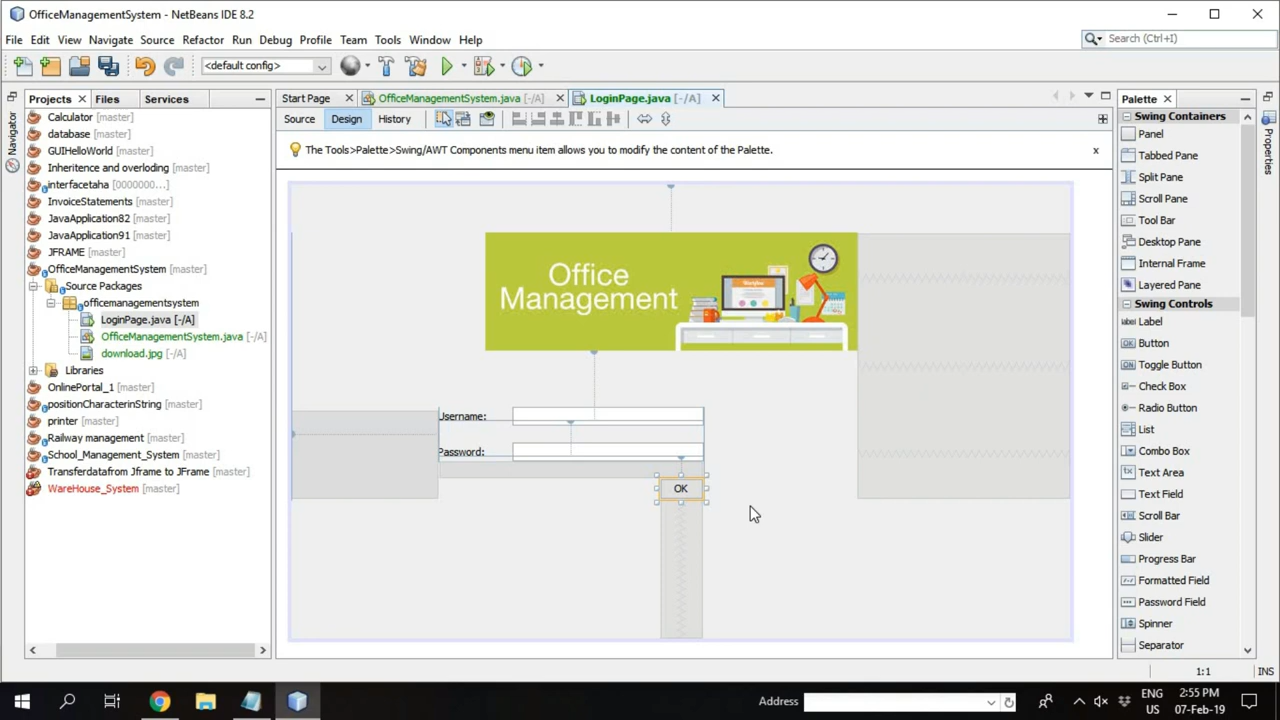 OfficeManagementSystem - NetBeans IDE 8.2
File Edit View Navigate Source Refactor Run Debug Profile Team Tools Window Help
Search (Ctrl+I)
<default config>
Projects x Files Services
Start Page x OfficeManagementSystem.java [-/A] x LoginPage.java [-/A] x
Palette x
Navigator
Calculator [master]
database [master]
GUIHelloWorld [master]
Inheritence and overloding [master]
interfacetaha [0000000...]
InvoiceStatements [master]
JavaApplication82 [master]
JavaApplication91 [master]
JFRAME [master]
OfficeManagementSystem [master]
Source Packages
officemanagementsystem
LoginPage.java [-/A]
OfficeManagementSystem.java [-/A]
download.jpg [-/A]
Libraries
OnlinePortal_1 [master]
positionCharacterinString [master]
printer [master]
Railway management [master]
School_Management_System [master]
Transferdatafrom Jframe to JFrame [master]
WareHouse_System [master]
Source Design History
The Tools>Palette>Swing/AWT Components menu item allows you to modify the content of the Palette.
x
Office
Management
Username:
Password:
OK
Swing Containers
Panel
Tabbed Pane
Split Pane
Scroll Pane
Tool Bar
Desktop Pane
Internal Frame
Layered Pane
Swing Controls
Label
Button
Toggle Button
Check Box
Radio Button
List
Combo Box
Text Area
Text Field
Scroll Bar
Slider
Progress Bar
Formatted Field
Password Field
Spinner
Separator
Properties
1:1 INS
Address
ENG
US
2:55 PM
07-Feb-19